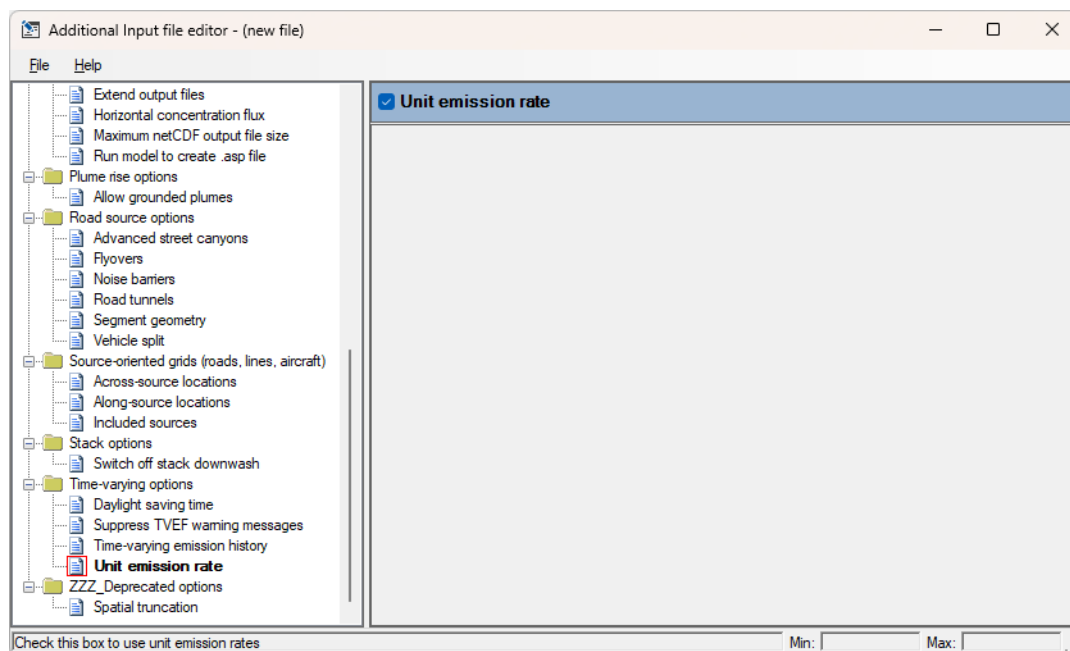 Additional Input file editor - (new file)
File Help
Extend output files
Horizontal concentration flux
Maximum netCDF output file size
Run model to create .asp file
Plume rise options
Allow grounded plumes
Road source options
Advanced street canyons
Flyovers
Noise barriers
Road tunnels
Segment geometry
Vehicle split
Source-oriented grids (roads, lines, aircraft)
Across-source locations
Along-source locations
Included sources
Stack options
Switch off stack downwash
Time-varying options
Daylight saving time
Suppress TVEF warning messages
Time-varying emission history
Unit emission rate
ZZZ_Deprecated options
Spatial truncation
Unit emission rate
Check this box to use unit emission rates
Min: Max: